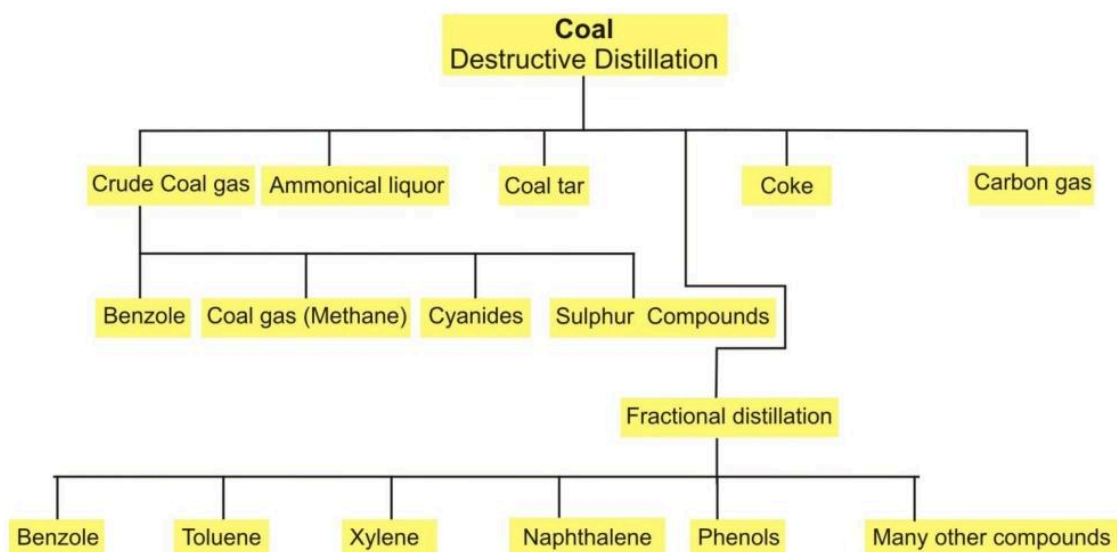 Coal
Destructive Distillation
Crude Coal gas
Ammonical liquor
Coal tar
Coke
Carbon gas
Benzole
Coal gas (Methane)
Cyanides
Sulphur Compounds
Fractional distillation
Benzole
Toluene
Xylene
Naphthalene
Phenols
Many other compounds